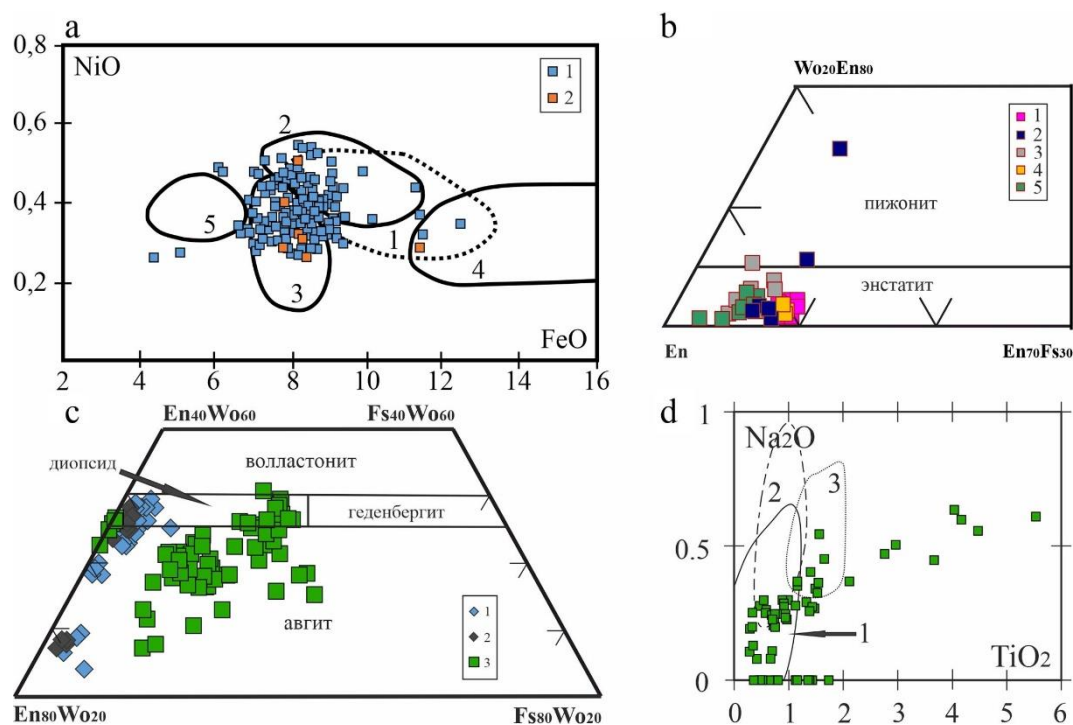 a
0,8
0,6
0,4
0,2
NiO
1
2
2
5
1
3
4
FeO
2 4 6 8 10 12 14 16
b
Wo20En80
1
2
3
4
5
пижонит
энстатит
En
En70Fs30
c
En40Wo60 Fs40Wo60
диопсид
волластонит
геденбергит
авгит
1
2
3
En80Wo20 Fs80Wo20
d
1
0.5
0
Na2O
2
3
1
TiO2
0 1 2 3 4 5 6